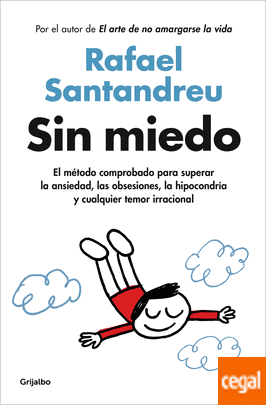 Por el autor de El arte de no amargarse la vida
Rafael
Santandreu
Sin miedo
El método comprobado para superar
la ansiedad, las obsesiones, la hipocondría
y cualquier temor irracional
Grijalbo
cegal